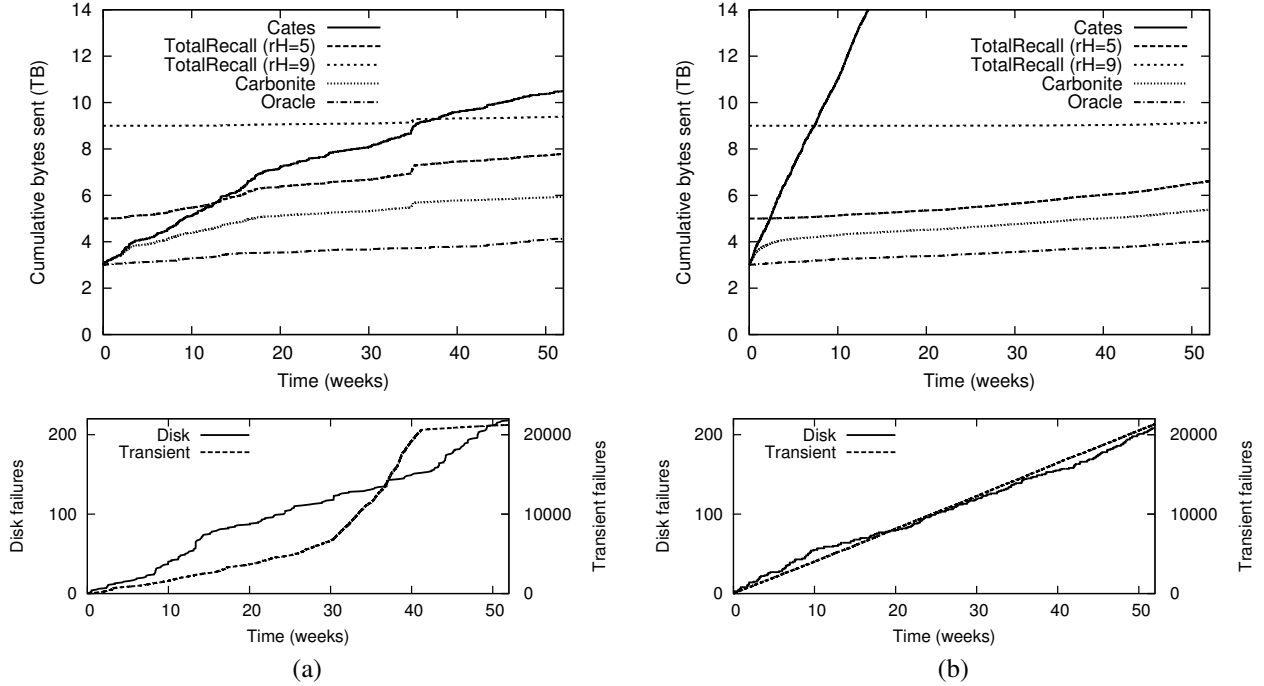 14
12
10
8
6
4
2
0
Cumulative bytes sent (TB)
Cates
TotalRecall (rH=5)
TotalRecall (rH=9)
Carbonite
Oracle
0 10 20 30 40 50
Time (weeks)
200
100
0
Disk failures
Disk
Transient
20000
10000
0
Transient failures
0 10 20 30 40 50
Time (weeks)
(a)
14
12
10
8
6
4
2
0
Cumulative bytes sent (TB)
Cates
TotalRecall (rH=5)
TotalRecall (rH=9)
Carbonite
Oracle
0 10 20 30 40 50
Time (weeks)
200
100
0
Disk failures
Disk
Transient
20000
10000
0
Transient failures
0 10 20 30 40 50
Time (weeks)
(b)